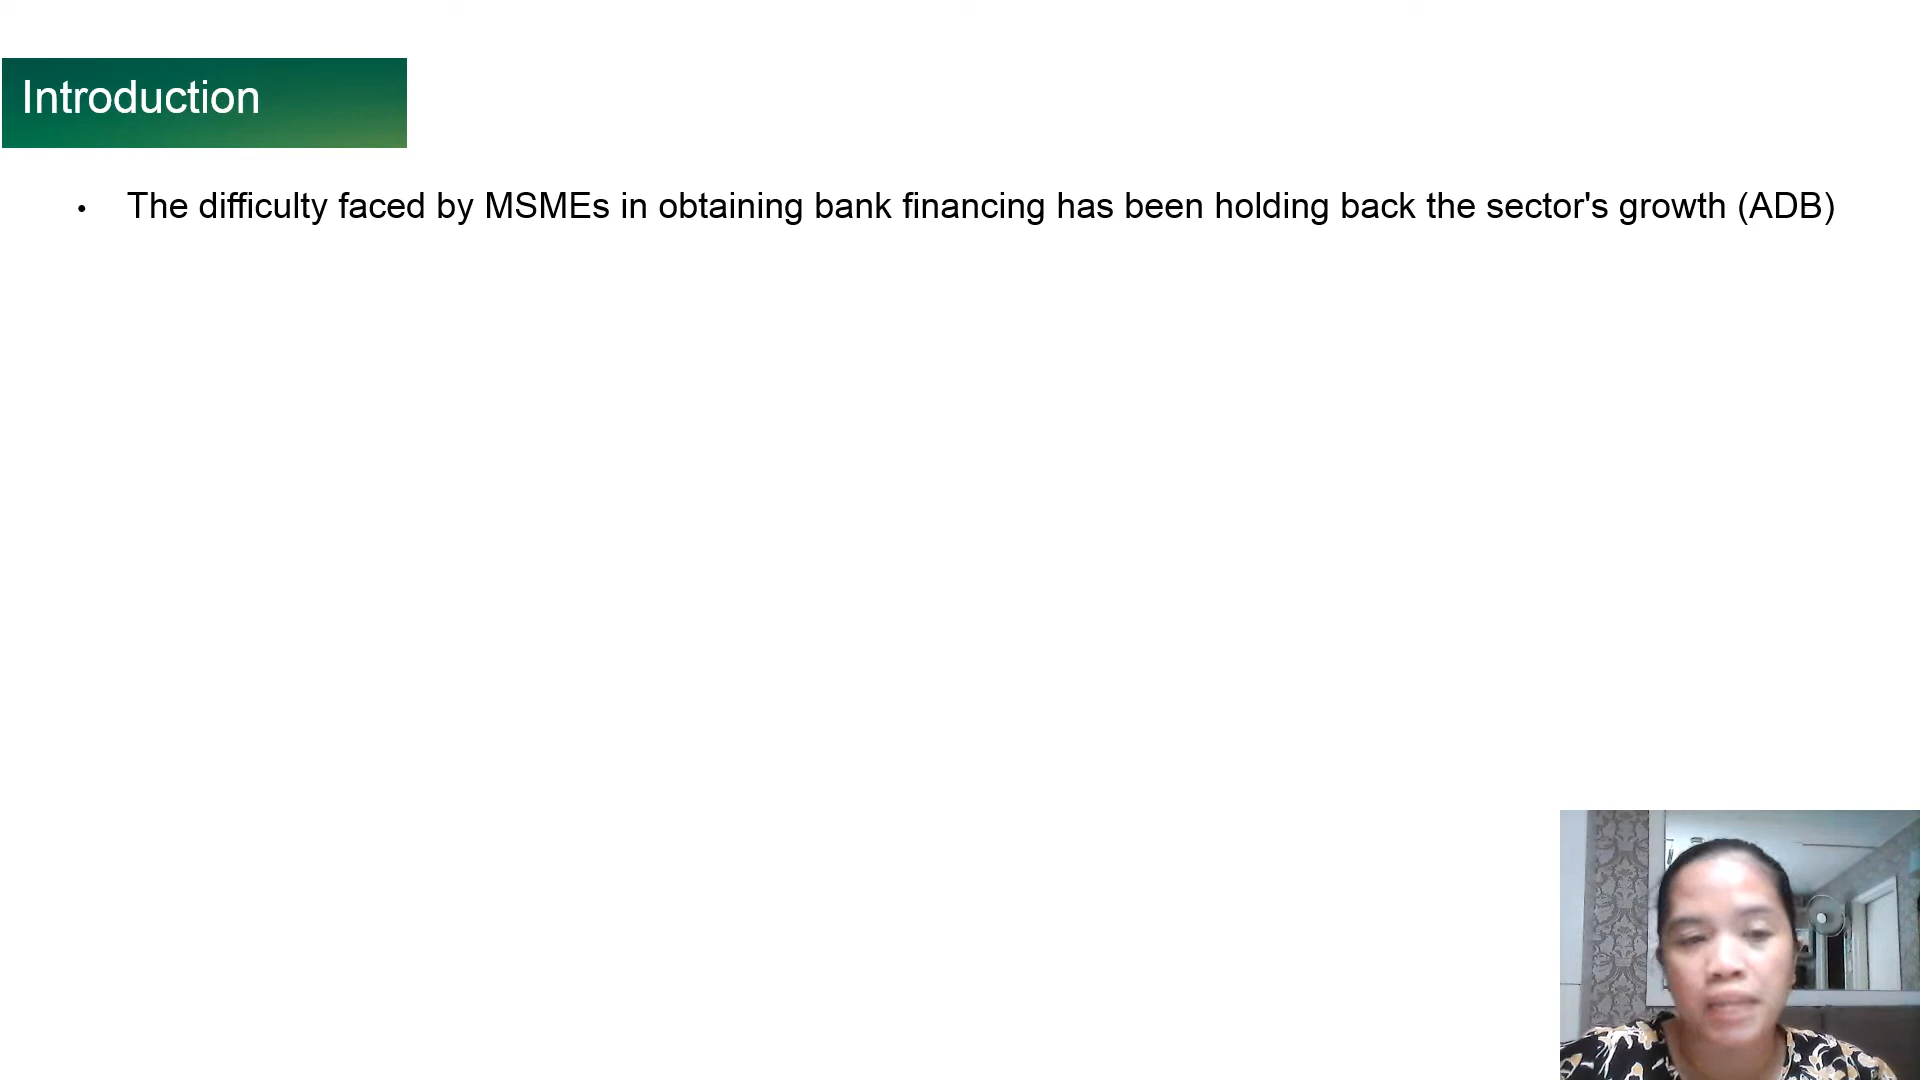 Introduction
• The difficulty faced by MSMEs in obtaining bank financing has been holding back the sector's growth (ADB)